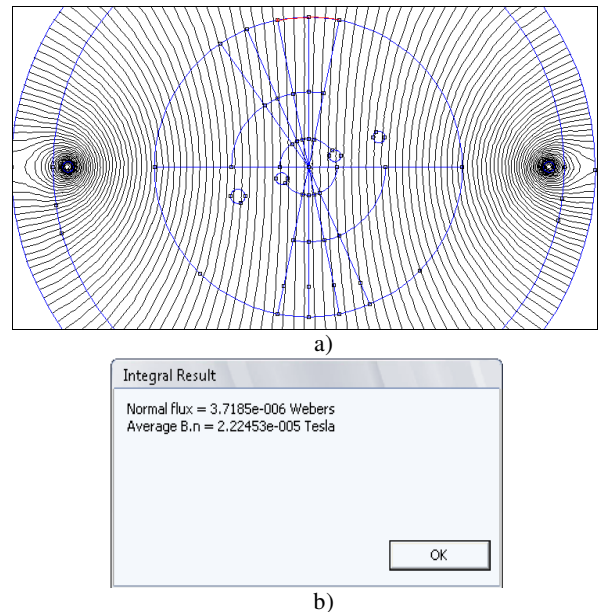 a)
Integral Result
Normal flux = 3.7185e-006 Webers
Average B.n = 2.22453e-005 Tesla
OK
b)